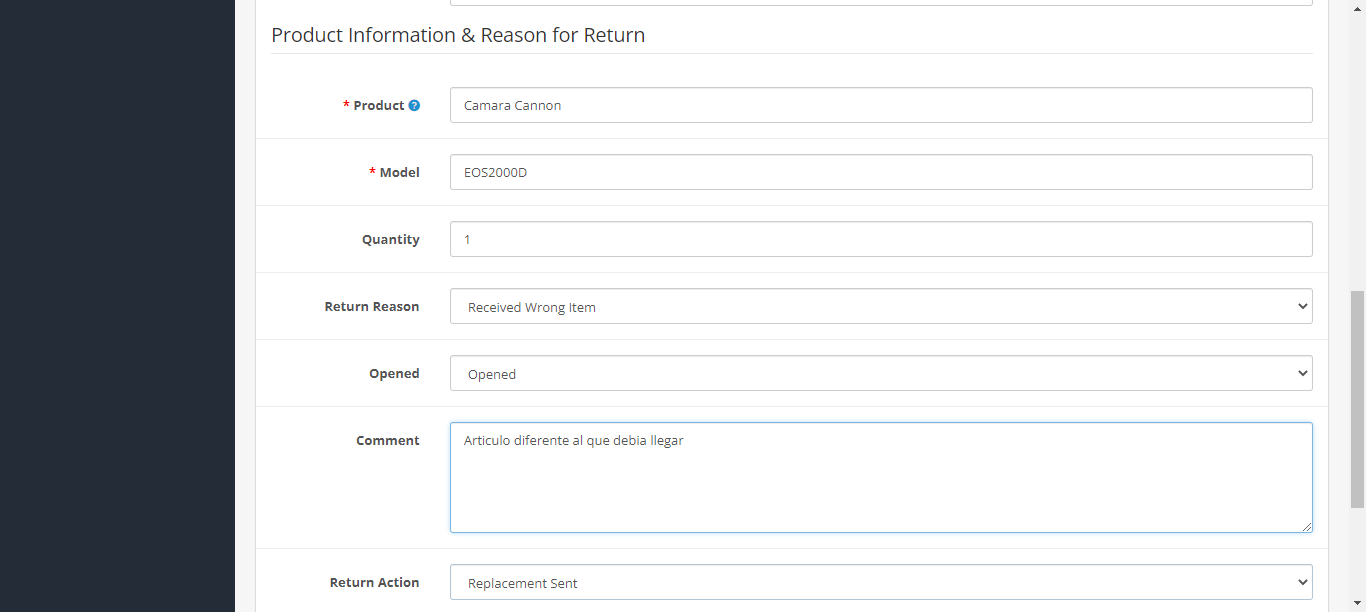 Product Information & Reason for Return
* Product ?
Camara Cannon
* Model
EOS2000D
Quantity
1
Return Reason
Received Wrong Item
Opened
Opened
Comment
Articulo diferente al que debia llegar
Return Action
Replacement Sent